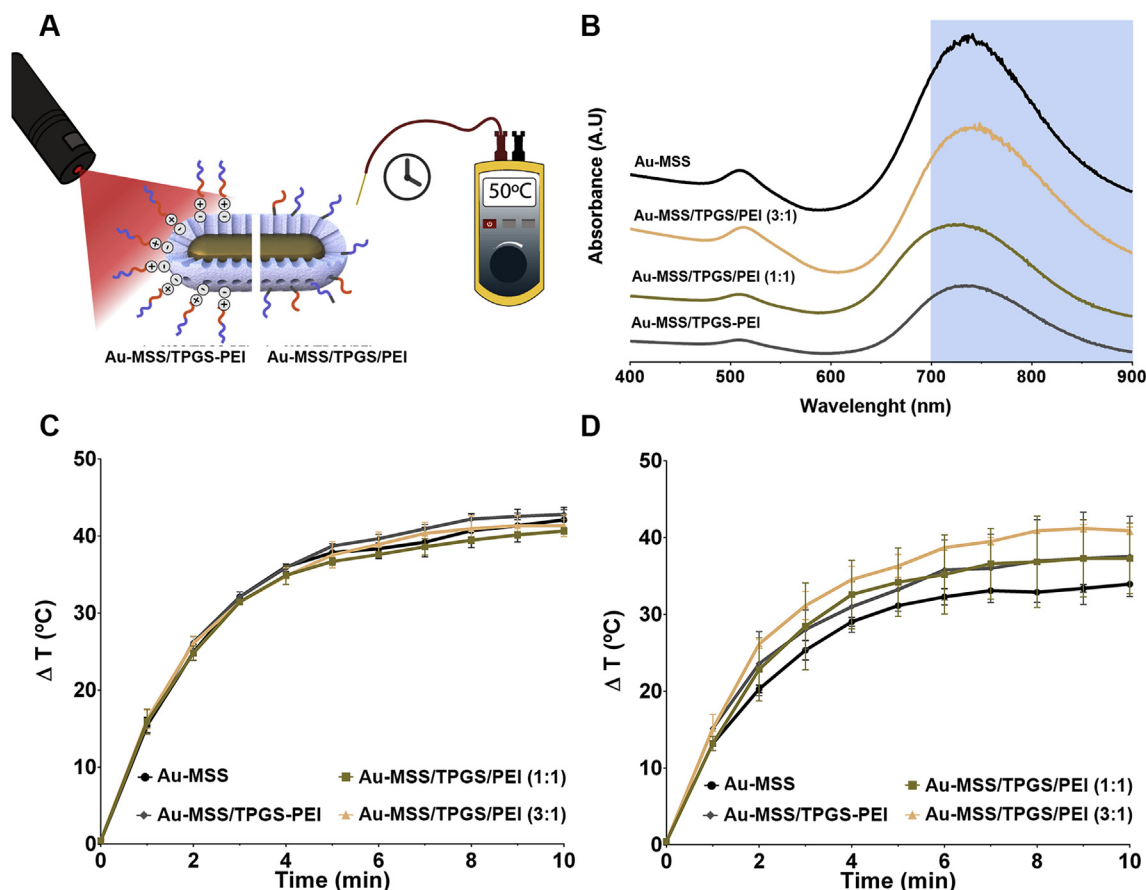 A
50ºC
Au-MSS/TPGS-PEI
Au-MSS/TPGS/PEI
B
Absorbance (A.U)
Au-MSS
Au-MSS/TPGS/PEI (3:1)
Au-MSS/TPGS/PEI (1:1)
Au-MSS/TPGS-PEI
400 500 600 700 800 900
Wavelenght (nm)
C
Δ T (ºC)
50
40
30
20
10
0
Au-MSS
Au-MSS/TPGS/PEI (1:1)
Au-MSS/TPGS-PEI
Au-MSS/TPGS/PEI (3:1)
0 2 4 6 8 10
Time (min)
D
Δ T (ºC)
50
40
30
20
10
0
Au-MSS
Au-MSS/TPGS/PEI (1:1)
Au-MSS/TPGS-PEI
Au-MSS/TPGS/PEI (3:1)
0 2 4 6 8 10
Time (min)